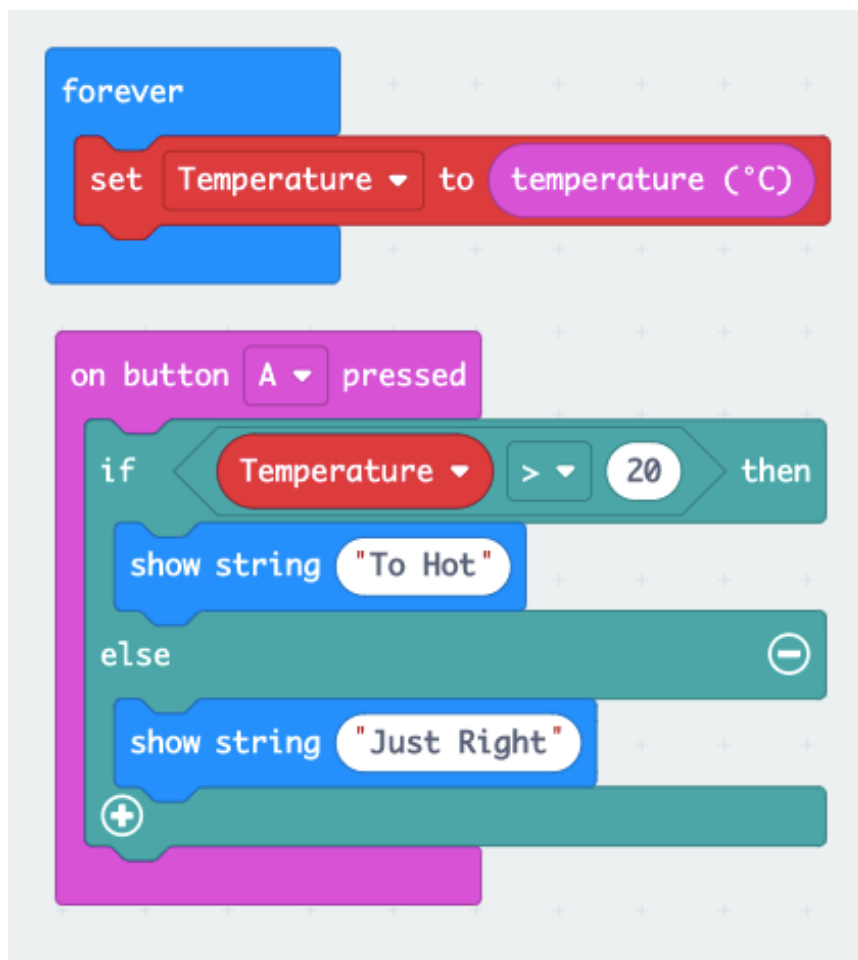 forever
set Temperature to temperature (°C)
on button A pressed
if Temperature > 20 then
show string "To Hot"
else
show string "Just Right"